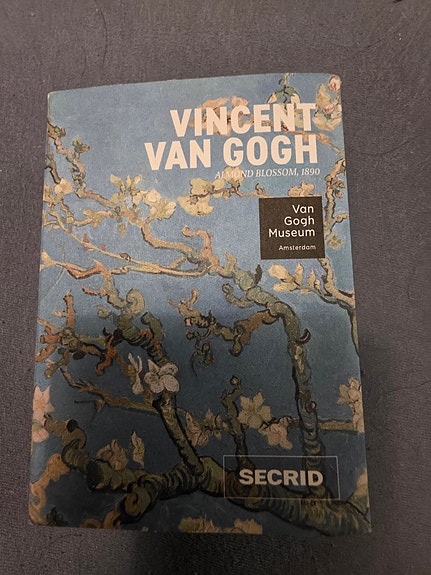 VINCENT
VAN GOGH
ALMOND BLOSSOM, 1890
Van
Gogh
Museum
Amsterdam
SECRID